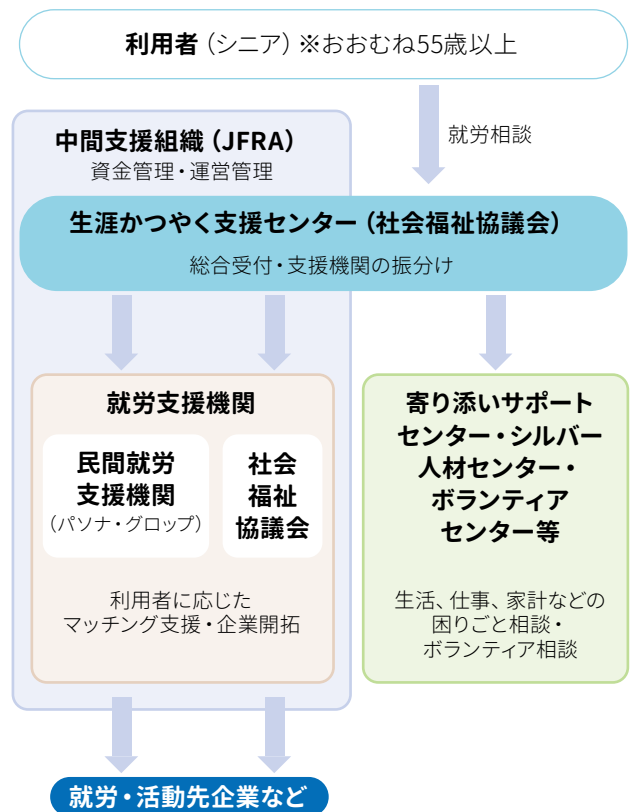 利用者（シニア）※おおむね55歳以上
就労相談
中間支援組織（JFRA）
資金管理・運営管理
生涯かつやく支援センター（社会福祉協議会）
総合受付・支援機関の振分け
就労支援機関
民間就労
支援機関
（パソナ・グロップ）
社会
福祉
協議会
利用者に応じた
マッチング支援・企業開拓
寄り添いサポート
センター・シルバー
人材センター・
ボランティア
センター等
生活、仕事、家計などの
困りごと相談・
ボランティア相談
就労・活動先企業など